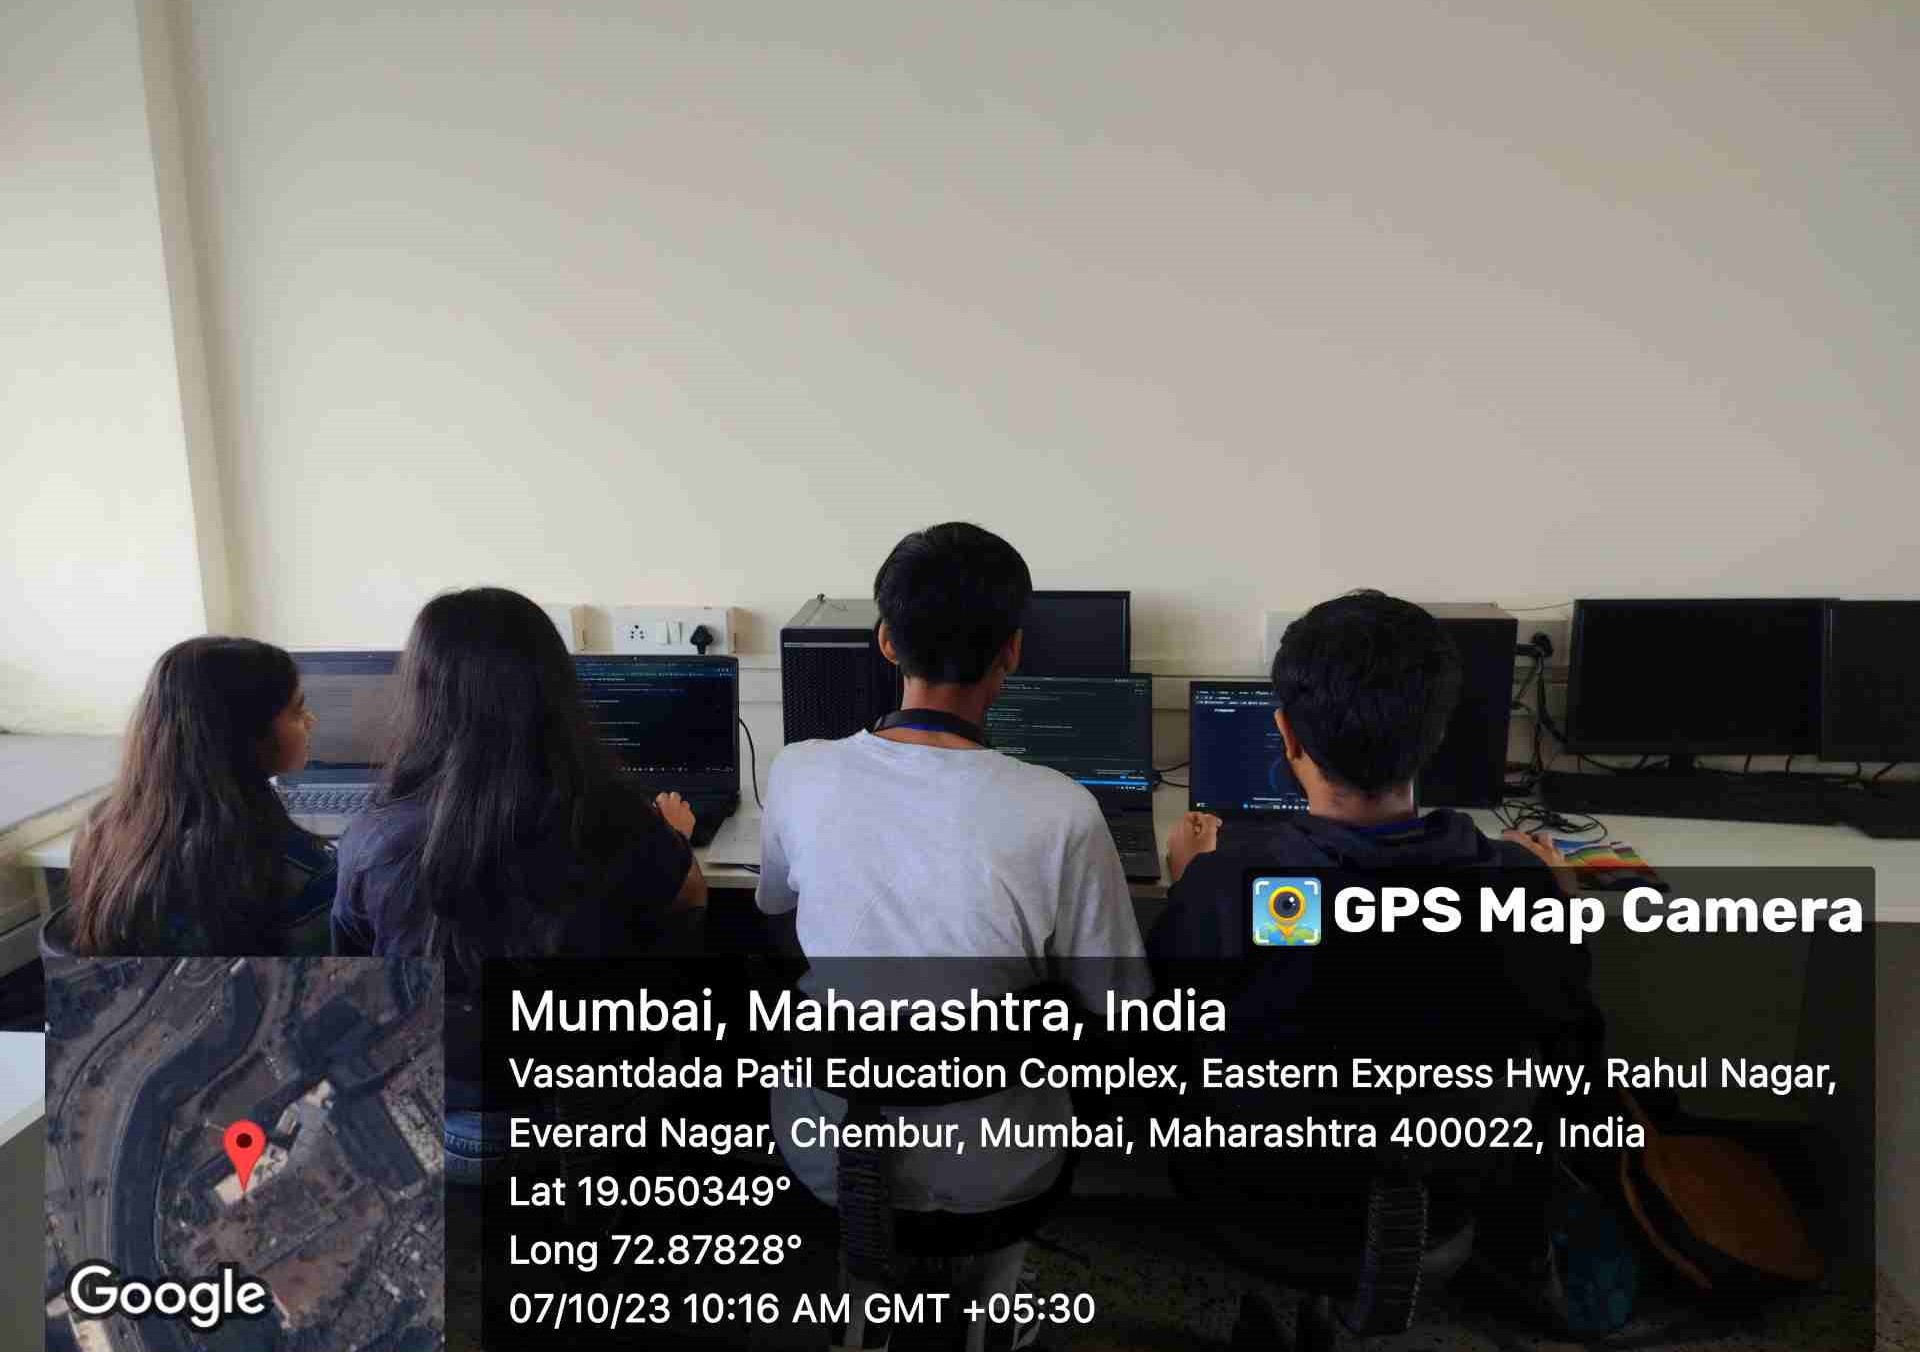 GPS Map Camera
Mumbai, Maharashtra, India
Vasantdada Patil Education Complex, Eastern Express Hwy, Rahul Nagar,
Everard Nagar, Chembur, Mumbai, Maharashtra 400022, India
Lat 19.050349°
Long 72.87828°
07/10/23 10:16 AM GMT +05:30
Google